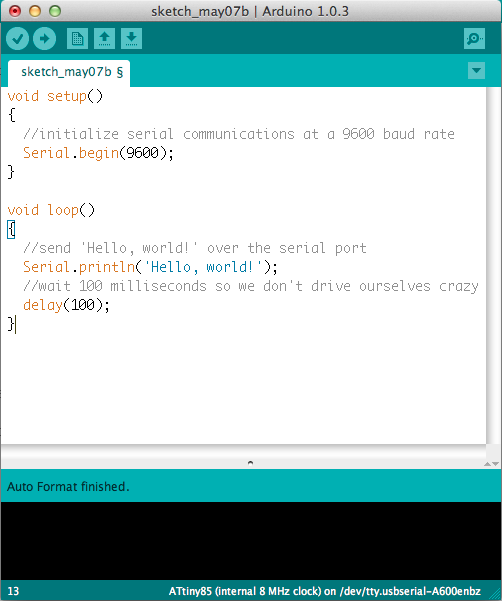 sketch_may07b | Arduino 1.0.3
sketch_may07b §
void setup()
{
  //initialize serial communications at a 9600 baud rate
  Serial.begin(9600);
}
void loop()
{
  //send 'Hello, world!' over the serial port
  Serial.println('Hello, world!');
  //wait 100 milliseconds so we don't drive ourselves crazy
  delay(100);
}
Auto Format finished.
13 ATtiny85 (internal 8 MHz clock) on /dev/tty.usbserial-A600enbz